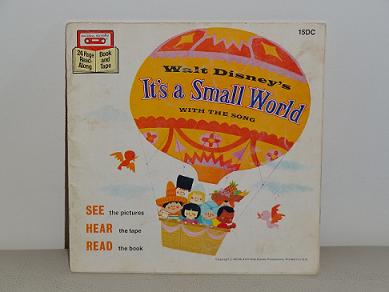 15DC
24 Page
Read-
Along
Book
and
Tape
Walt Disney's
It's a Small World
WITH THE SONG
SEE the pictures
HEAR the tape
READ the book